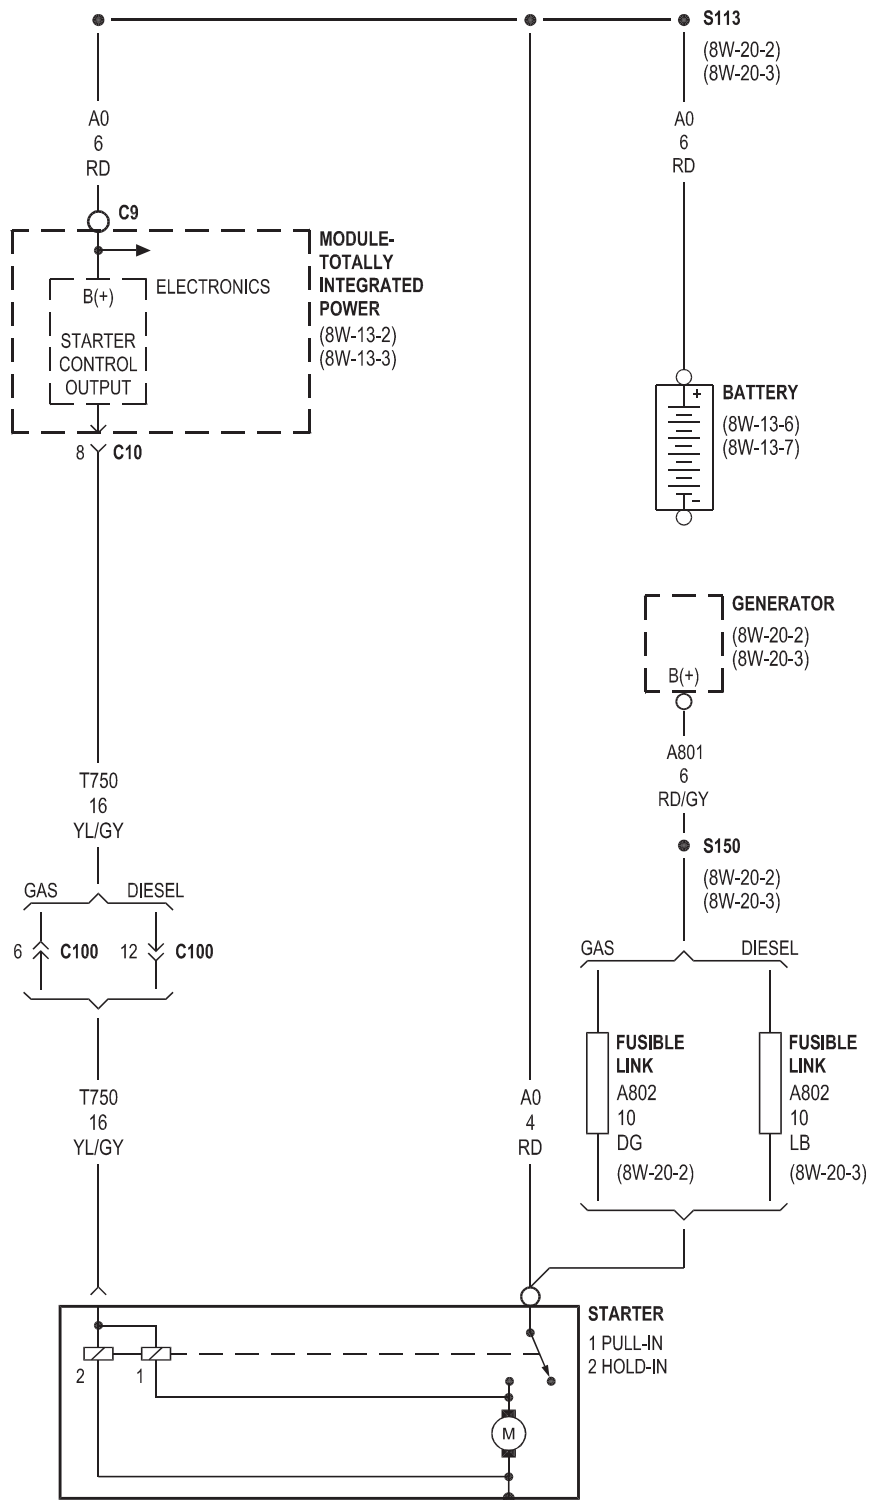 S113
(8W-20-2)
(8W-20-3)
A0
6
RD
A0
6
RD
C9
MODULE-
TOTALLY
INTEGRATED
POWER
(8W-13-2)
(8W-13-3)
ELECTRONICS
B(+)
STARTER
CONTROL
OUTPUT
8
C10
+
-
BATTERY
(8W-13-6)
(8W-13-7)
GENERATOR
(8W-20-2)
(8W-20-3)
B(+)
A801
6
RD/GY
S150
(8W-20-2)
(8W-20-3)
T750
16
YL/GY
GAS
DIESEL
6
C100
12
C100
GAS
DIESEL
FUSIBLE
LINK
A802
10
DG
(8W-20-2)
FUSIBLE
LINK
A802
10
LB
(8W-20-3)
T750
16
YL/GY
A0
4
RD
STARTER
1 PULL-IN
2 HOLD-IN
2
1
M